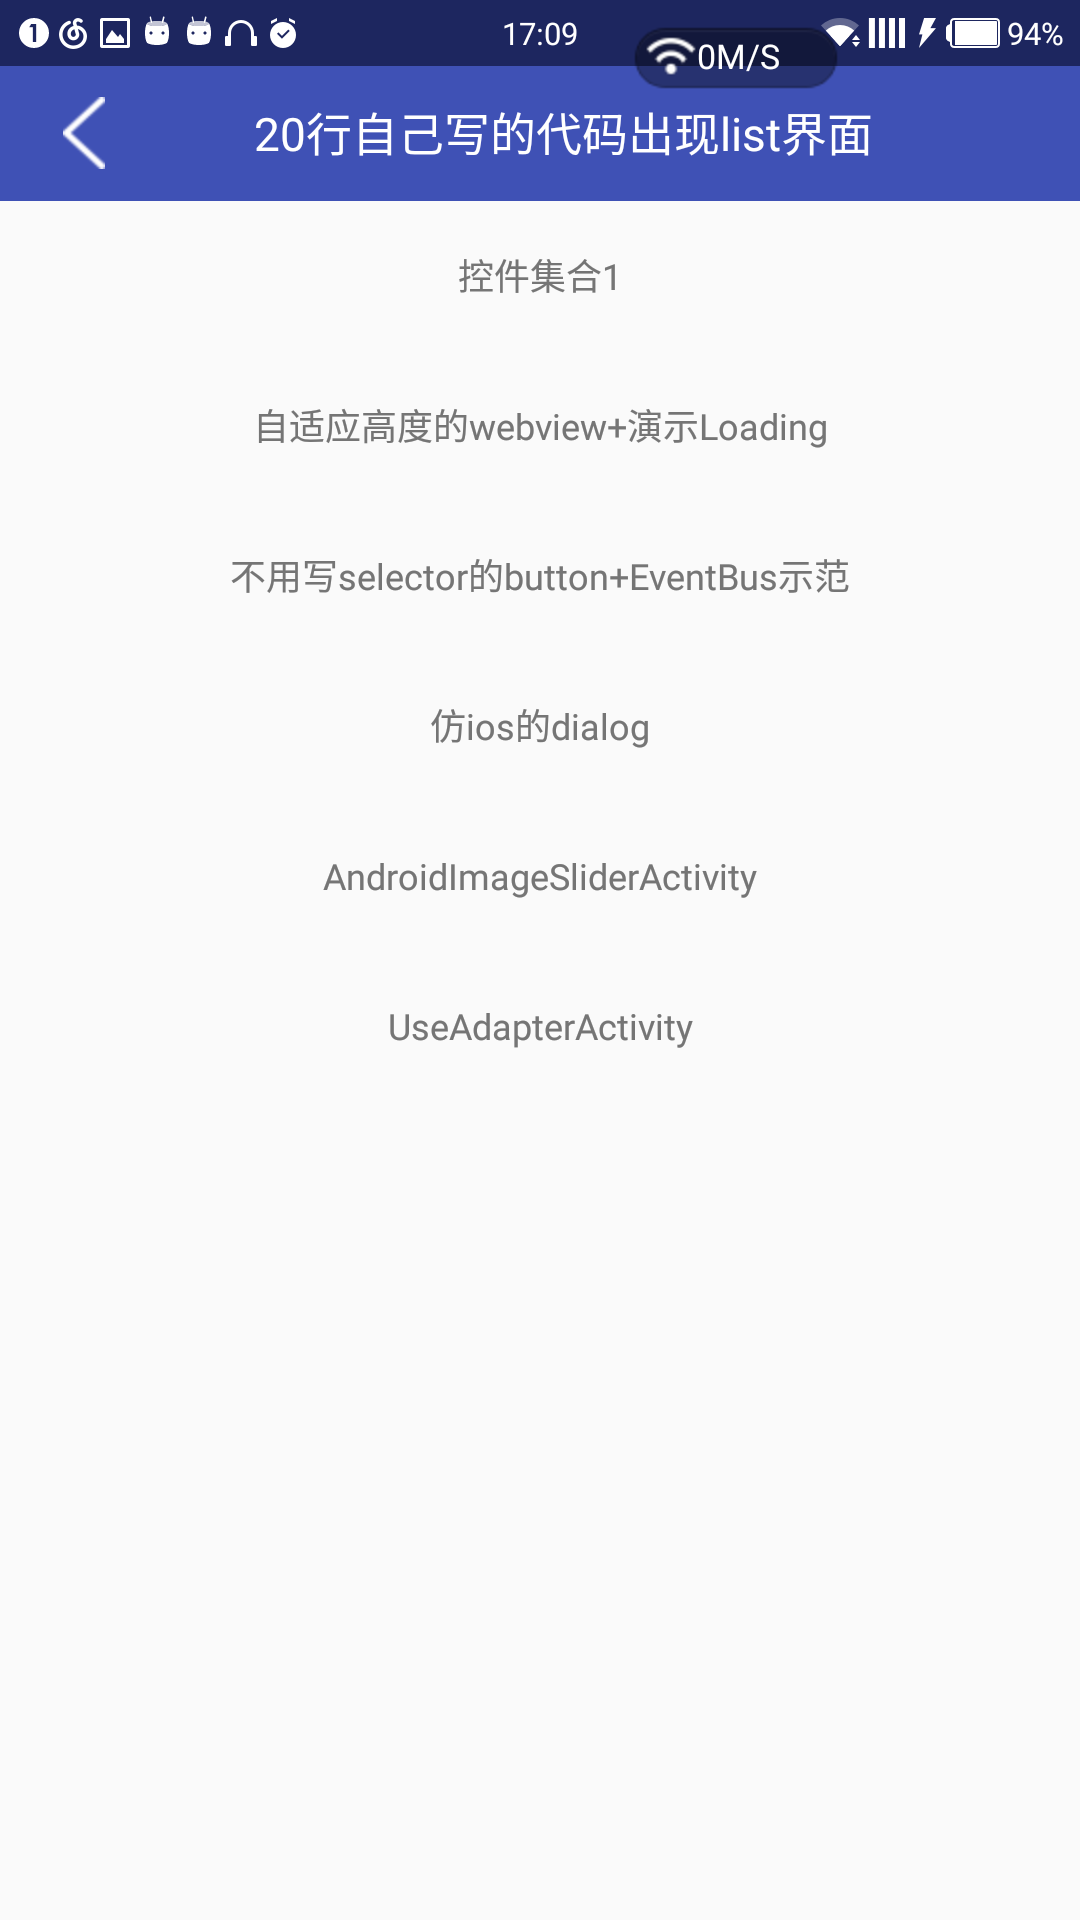 17:09
94%
0M/S
20行自己写的代码出现list界面
控件集合1
自适应高度的webview+演示Loading
不用写selector的button+EventBus示范
仿ios的dialog
AndroidImageSliderActivity
UseAdapterActivity